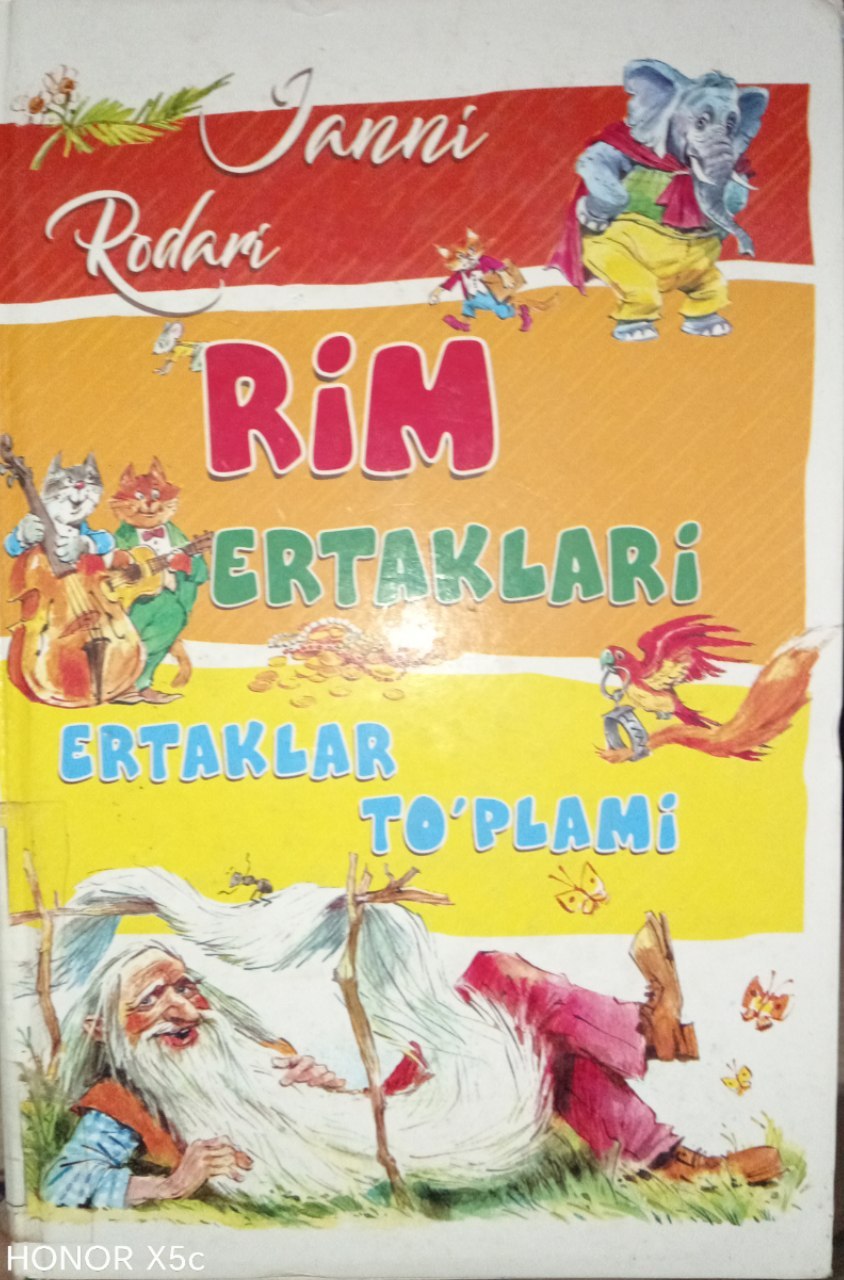 Janni
Rodari
RiM
ERTAKLARi
ERTAKLAR
TO'PLAMi
HONOR X5c